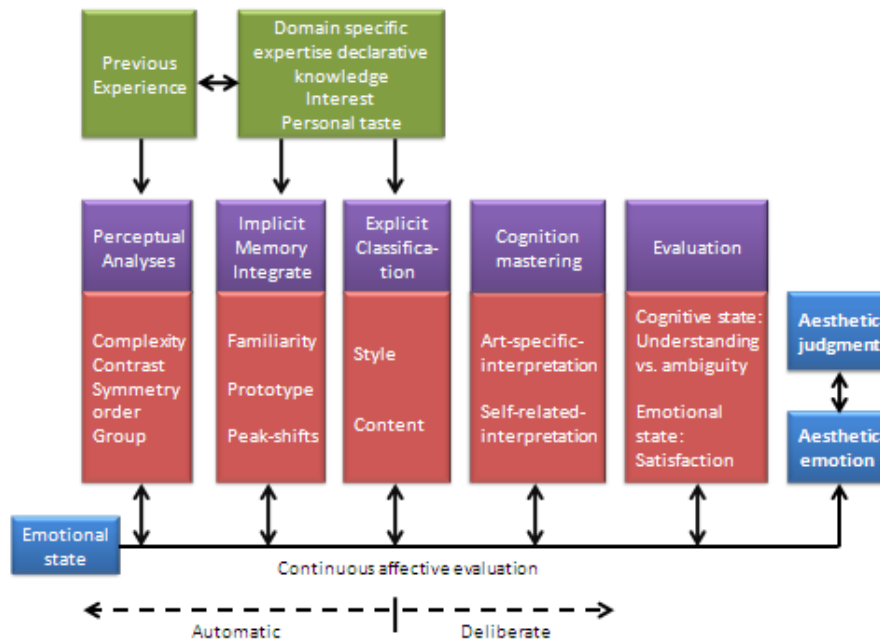 Previous
Experience
Domain specific
expertise declarative
knowledge
Interest
Personal taste
Perceptual
Analyses
Implicit
Memory
Integrate
Explicit
Classifica-
tion
Cognition
mastering
Evaluation
Complexity
Contrast
Symmetry
order
Group
Familiarity
Prototype
Peak-shifts
Style
Content
Art-specific-
interpretation
Self-related-
interpretation
Cognitive state:
Understanding
vs. ambiguity
Emotional
state:
Satisfaction
Aesthetica
judgment
Aesthetica
emotion
Emotional
state
Continuous affective evaluation
Automatic
Deliberate